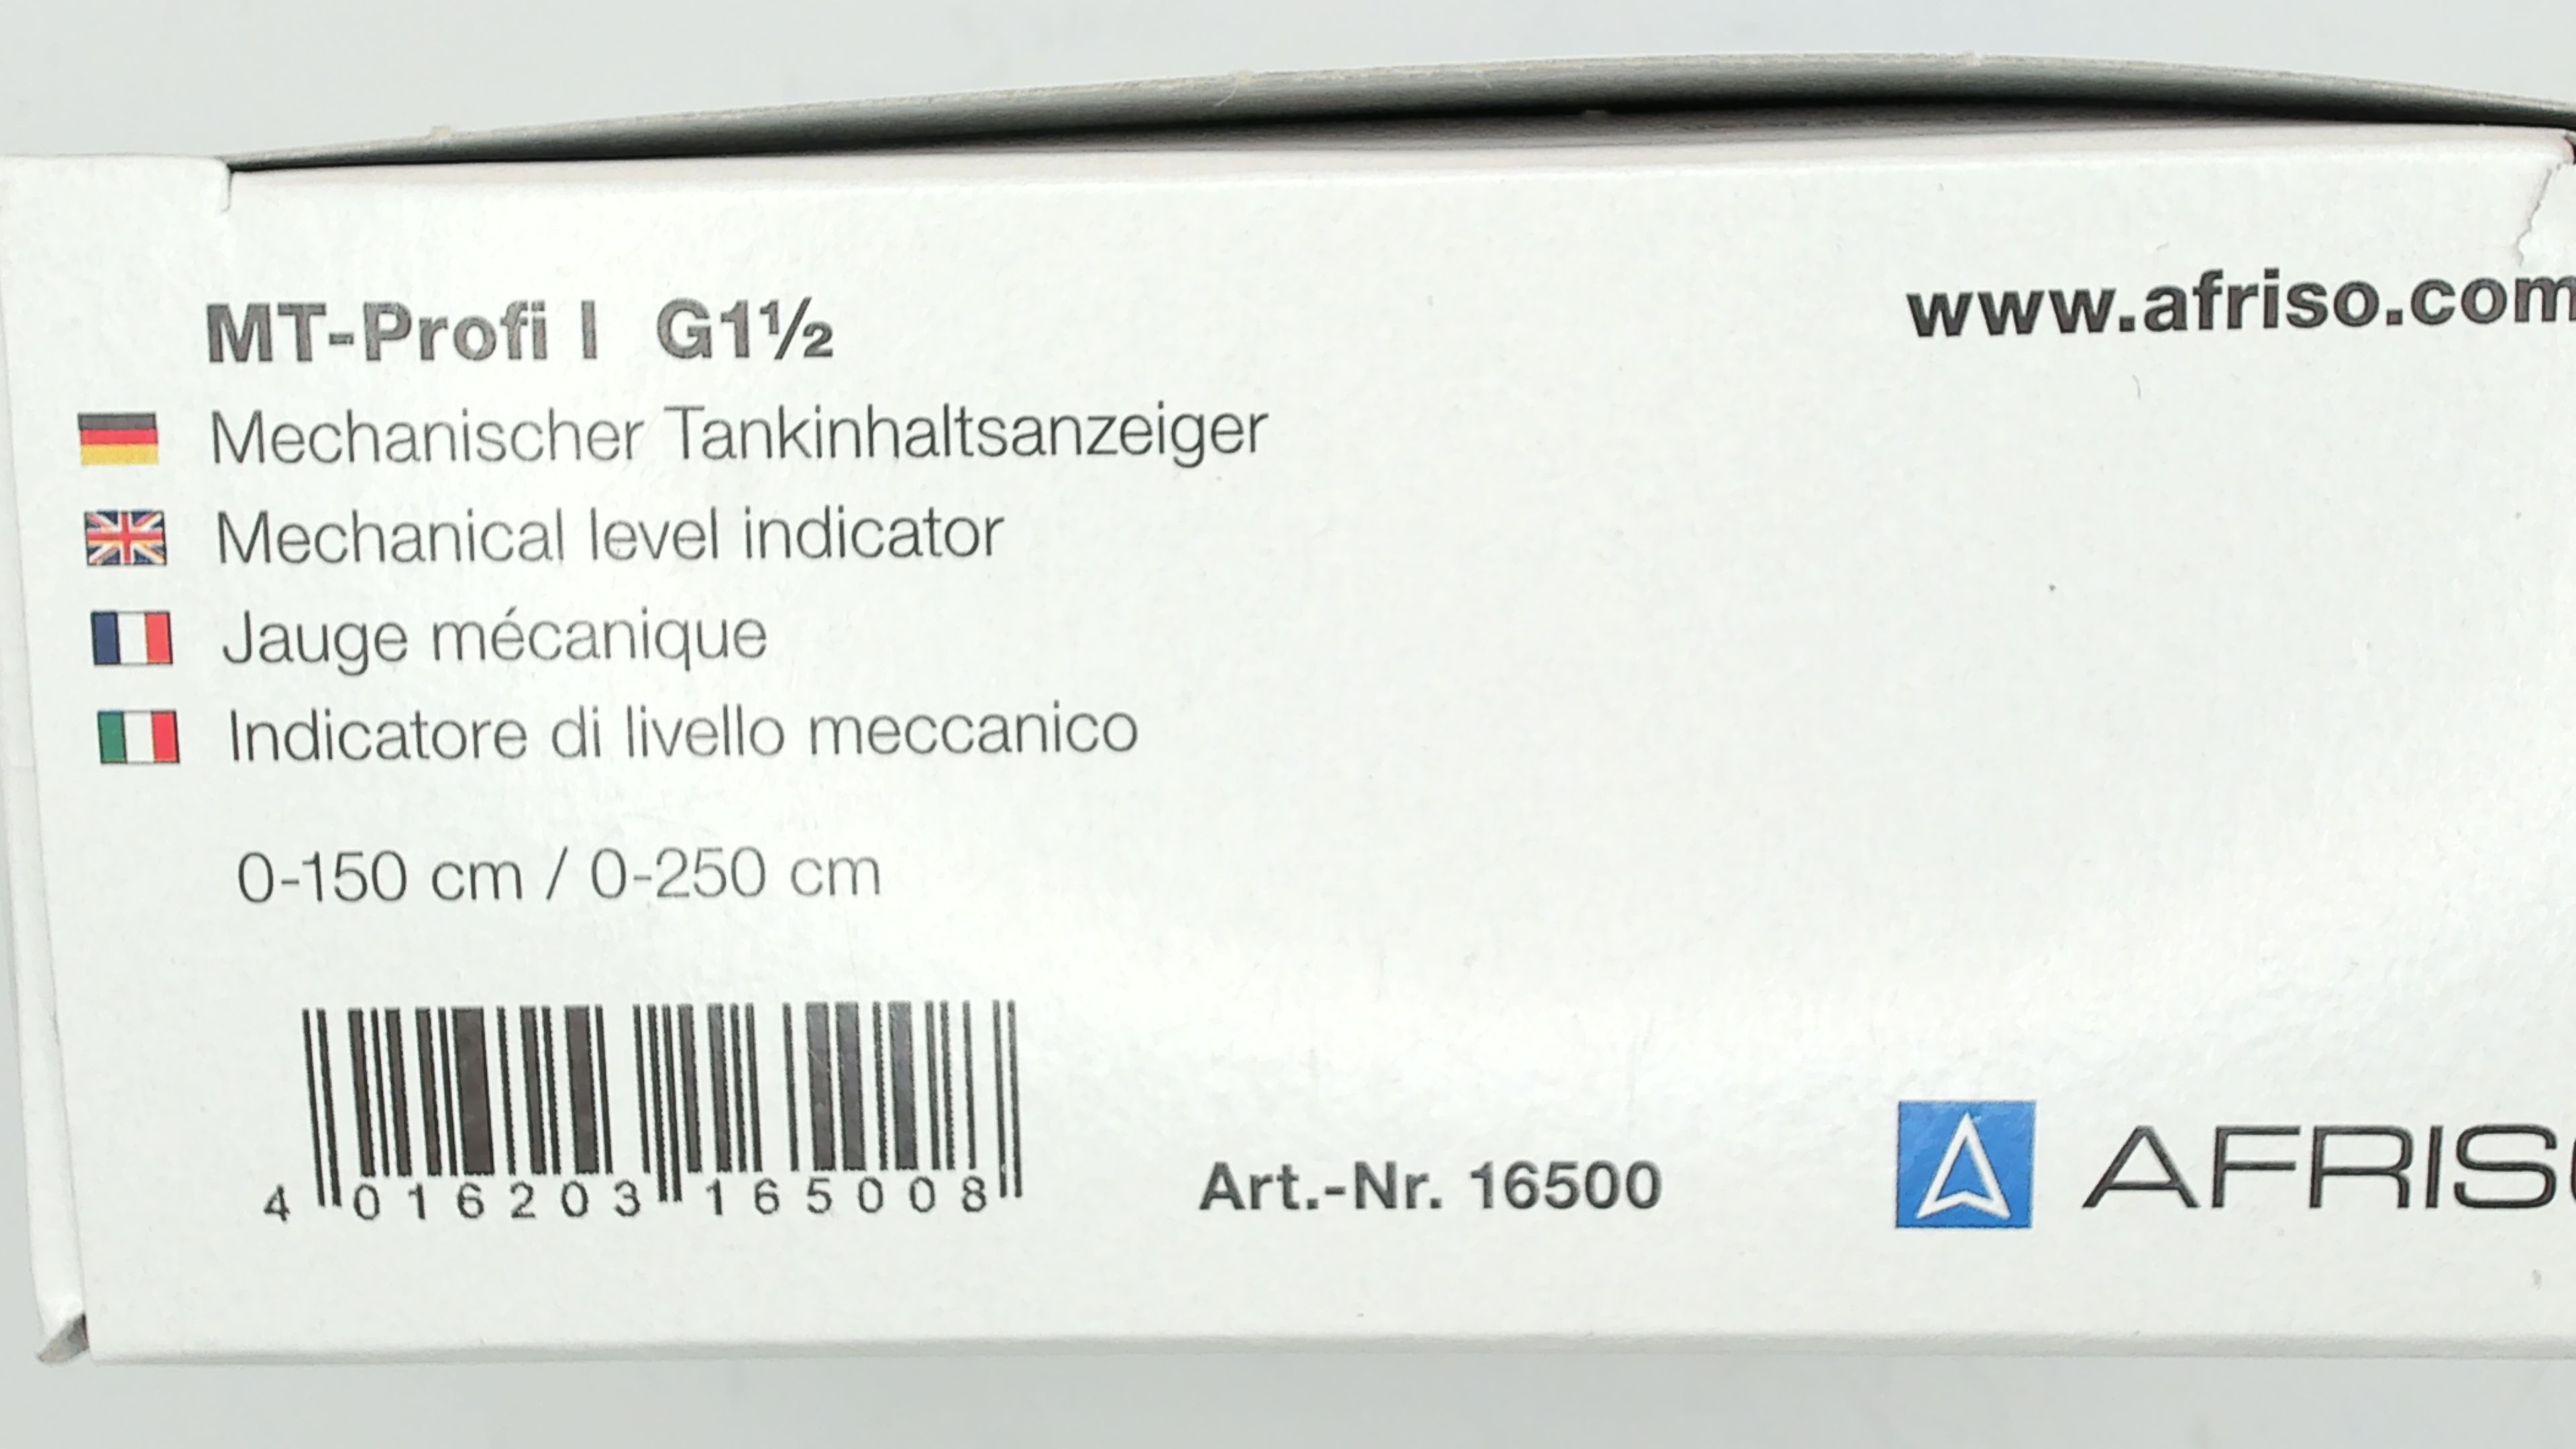 MT-Profi I G1½
www.afriso.com
Mechanischer Tankinhaltsanzeiger
Mechanical level indicator
Jauge mécanique
Indicatore di livello meccanico
0-150 cm / 0-250 cm
4 016203 165008
Art.-Nr. 16500
AFRISO